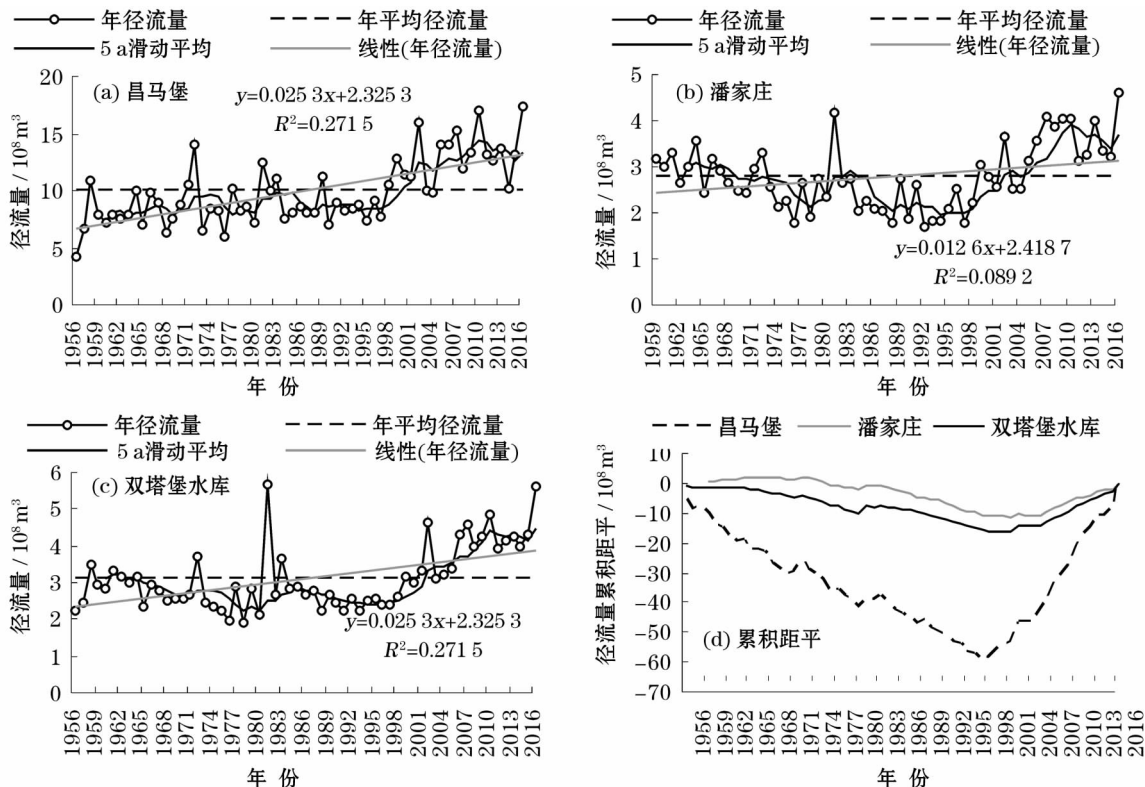 年径流量 年平均径流量
5 a滑动平均 线性(年径流量)
(a) 昌马堡
y=0.025 3x+2.325 3
R²=0.271 5
径流量 / 10⁸m³
20
15
10
5
0
1956 1959 1962 1965 1968 1971 1974 1977 1980 1983 1986 1989 1992 1995 1998 2001 2004 2007 2010 2013 2016
年 份
年径流量 年平均径流量
5 a滑动平均 线性(年径流量)
(b) 潘家庄
径流量 / 10⁸m³
5
4
3
2
1
0
y=0.012 6x+2.418 7
R²=0.089 2
1959 1962 1965 1968 1971 1974 1977 1980 1983 1986 1989 1992 1995 1998 2001 2004 2007 2010 2013 2016
年 份
年径流量 年平均径流量
5 a滑动平均 线性(年径流量)
(c) 双塔堡水库
径流量 / 10⁸m³
6
5
4
3
2
1
0
y=0.025 3x+2.325 3
R²=0.271 5
1956 1959 1962 1965 1968 1971 1974 1977 1980 1983 1986 1989 1992 1995 1998 2001 2004 2007 2010 2013 2016
年 份
昌马堡 潘家庄 双塔堡水库
径流量累积距平 / 10⁸m³
10
0
-10
-20
-30
-40
-50
-60
-70
(d) 累积距平
1956 1959 1962 1965 1968 1971 1974 1977 1980 1983 1986 1989 1992 1995 2001 2004 2007 2010 2013 2016
年 份